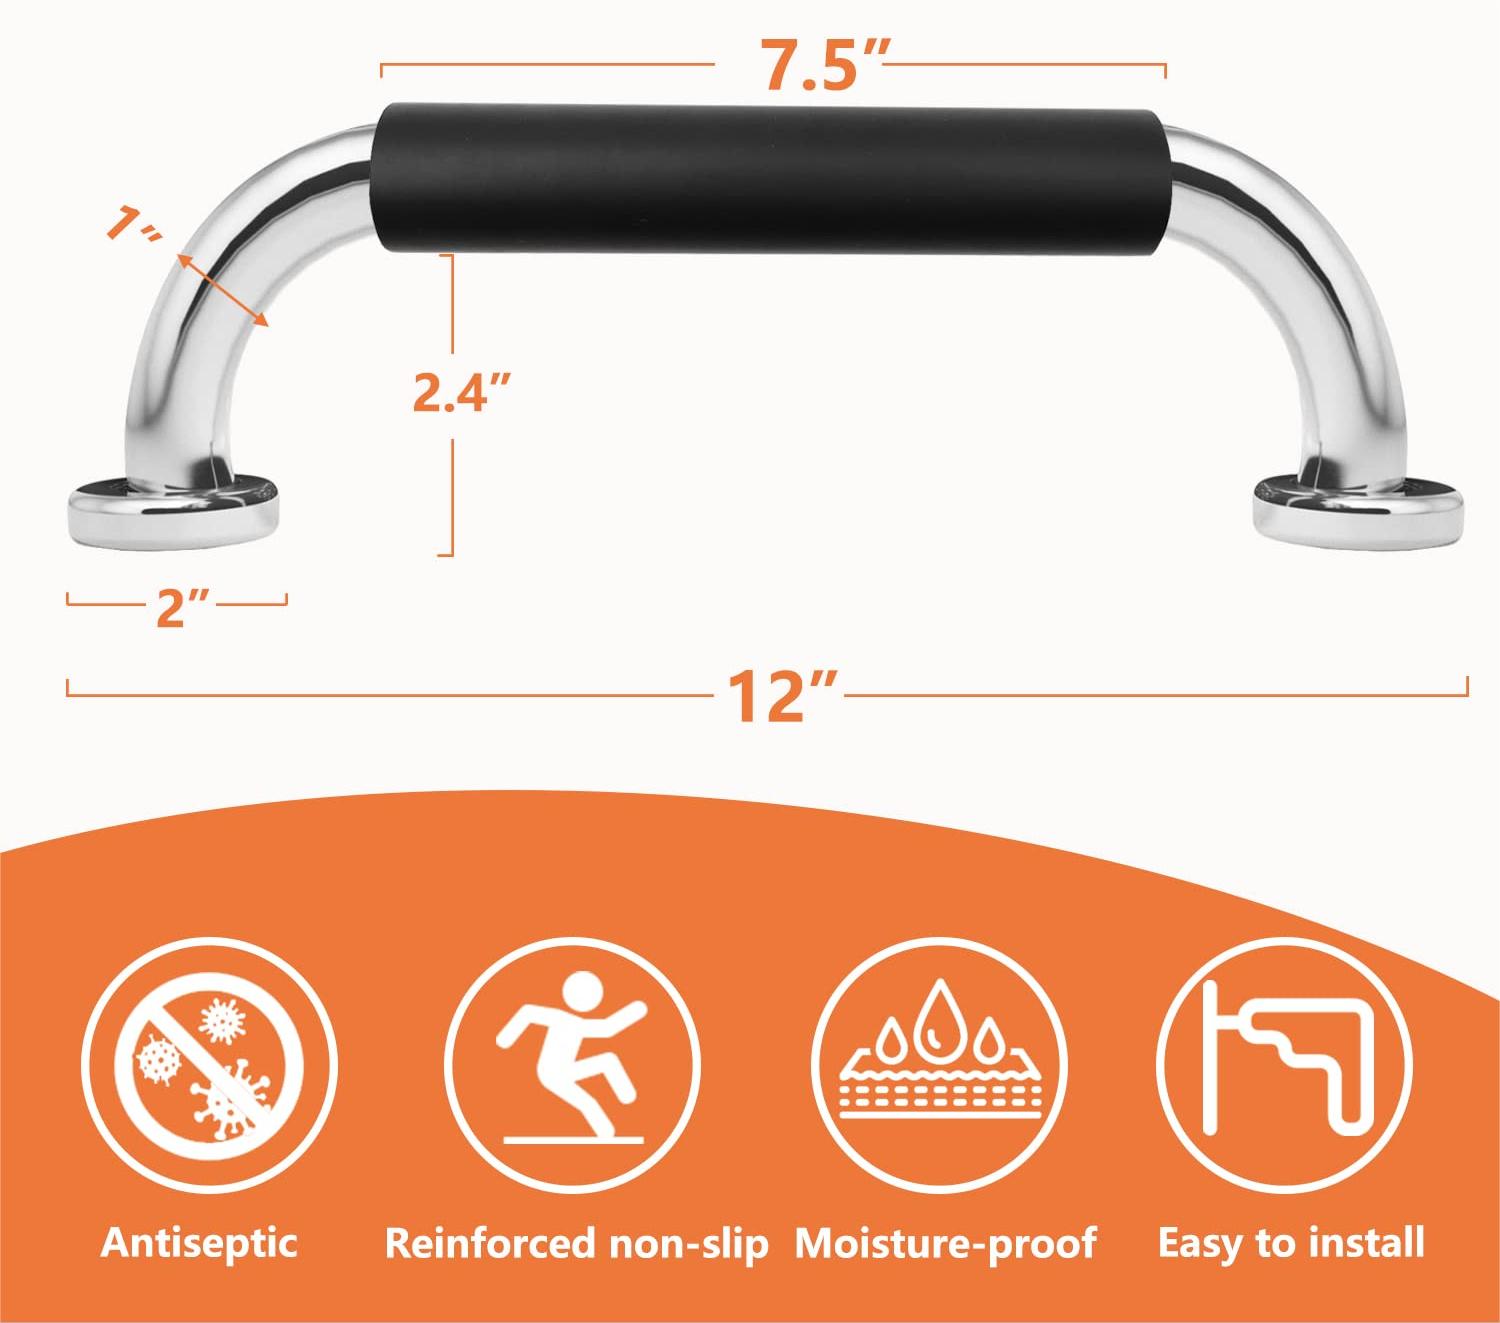 7.5″
1″
2.4″
2″
12″
Antiseptic
Reinforced non-slip
Moisture-proof
Easy to install